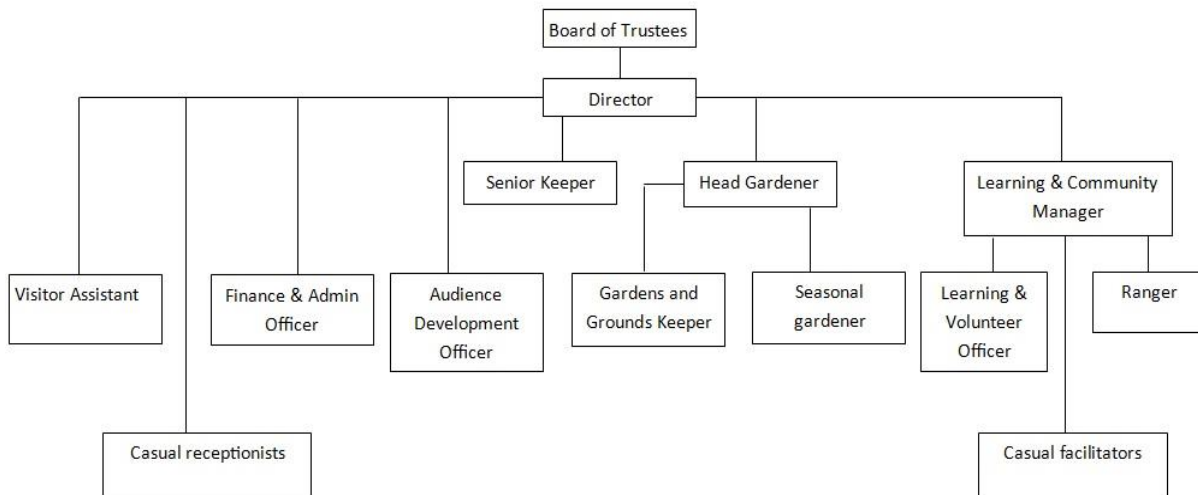 Board of Trustees
Director
Senior Keeper
Head Gardener
Learning & Community
Manager
Visitor Assistant
Finance & Admin
Officer
Audience
Development
Officer
Gardens and
Grounds Keeper
Seasonal
gardener
Learning &
Volunteer
Officer
Ranger
Casual receptionists
Casual facilitators